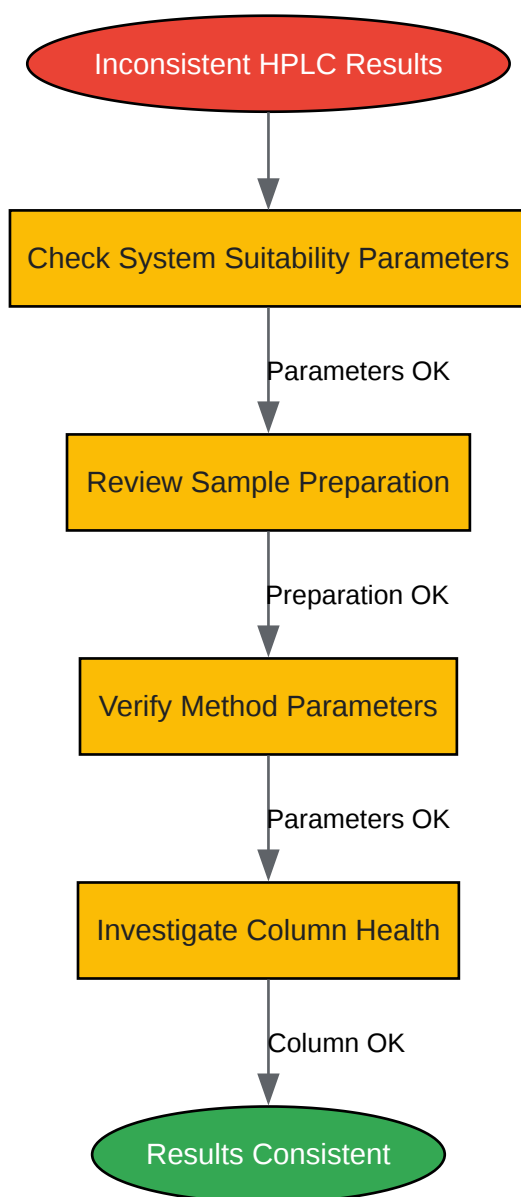 Inconsistent HPLC Results
Check System Suitability Parameters
Parameters OK
Review Sample Preparation
Preparation OK
Verify Method Parameters
Parameters OK
Investigate Column Health
Column OK
Results Consistent